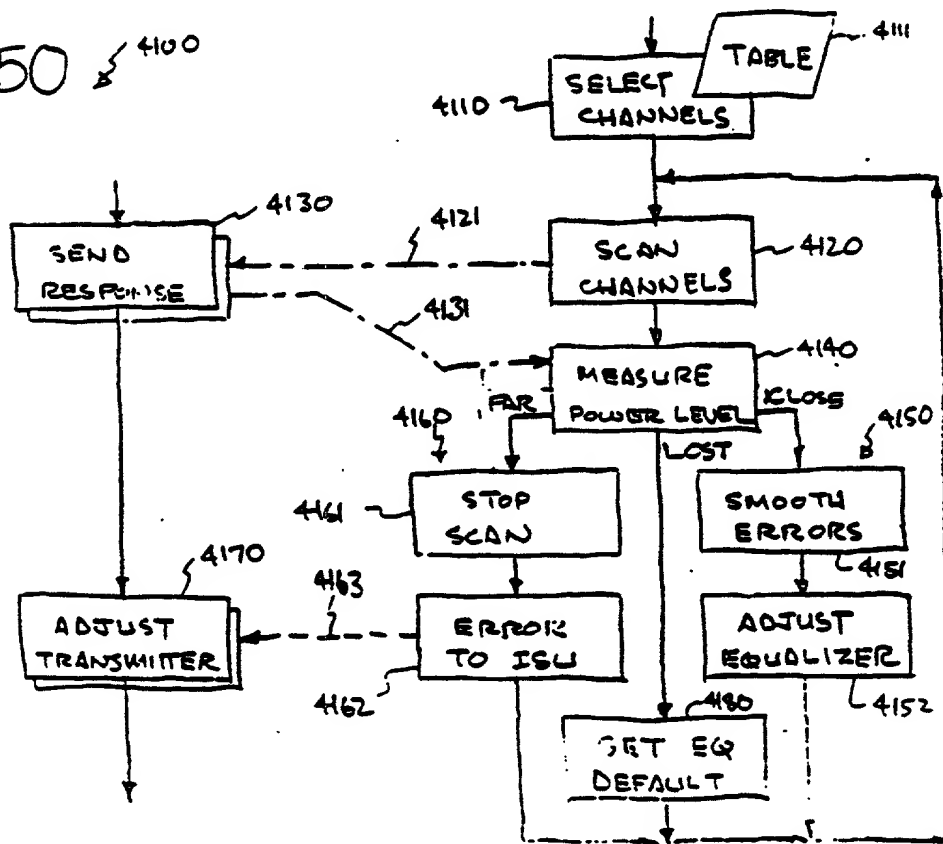 50
4100
4111
TABLE
4110
SELECT
CHANNELS
4130
4121
SEND
RESPONSE
SCAN
CHANNELS
4120
4131
4140
MEASURE
POWER LEVEL
FAR
CLOSE
LOST
4160
4150
4161
STOP
SCAN
SMOOTH
ERRORS
4151
4170
4163
ADJUST
TRANSMITTER
ERROR
TO ISU
ADJUST
EQUALIZER
4162
4152
4180
SET EQ
DEFAULT